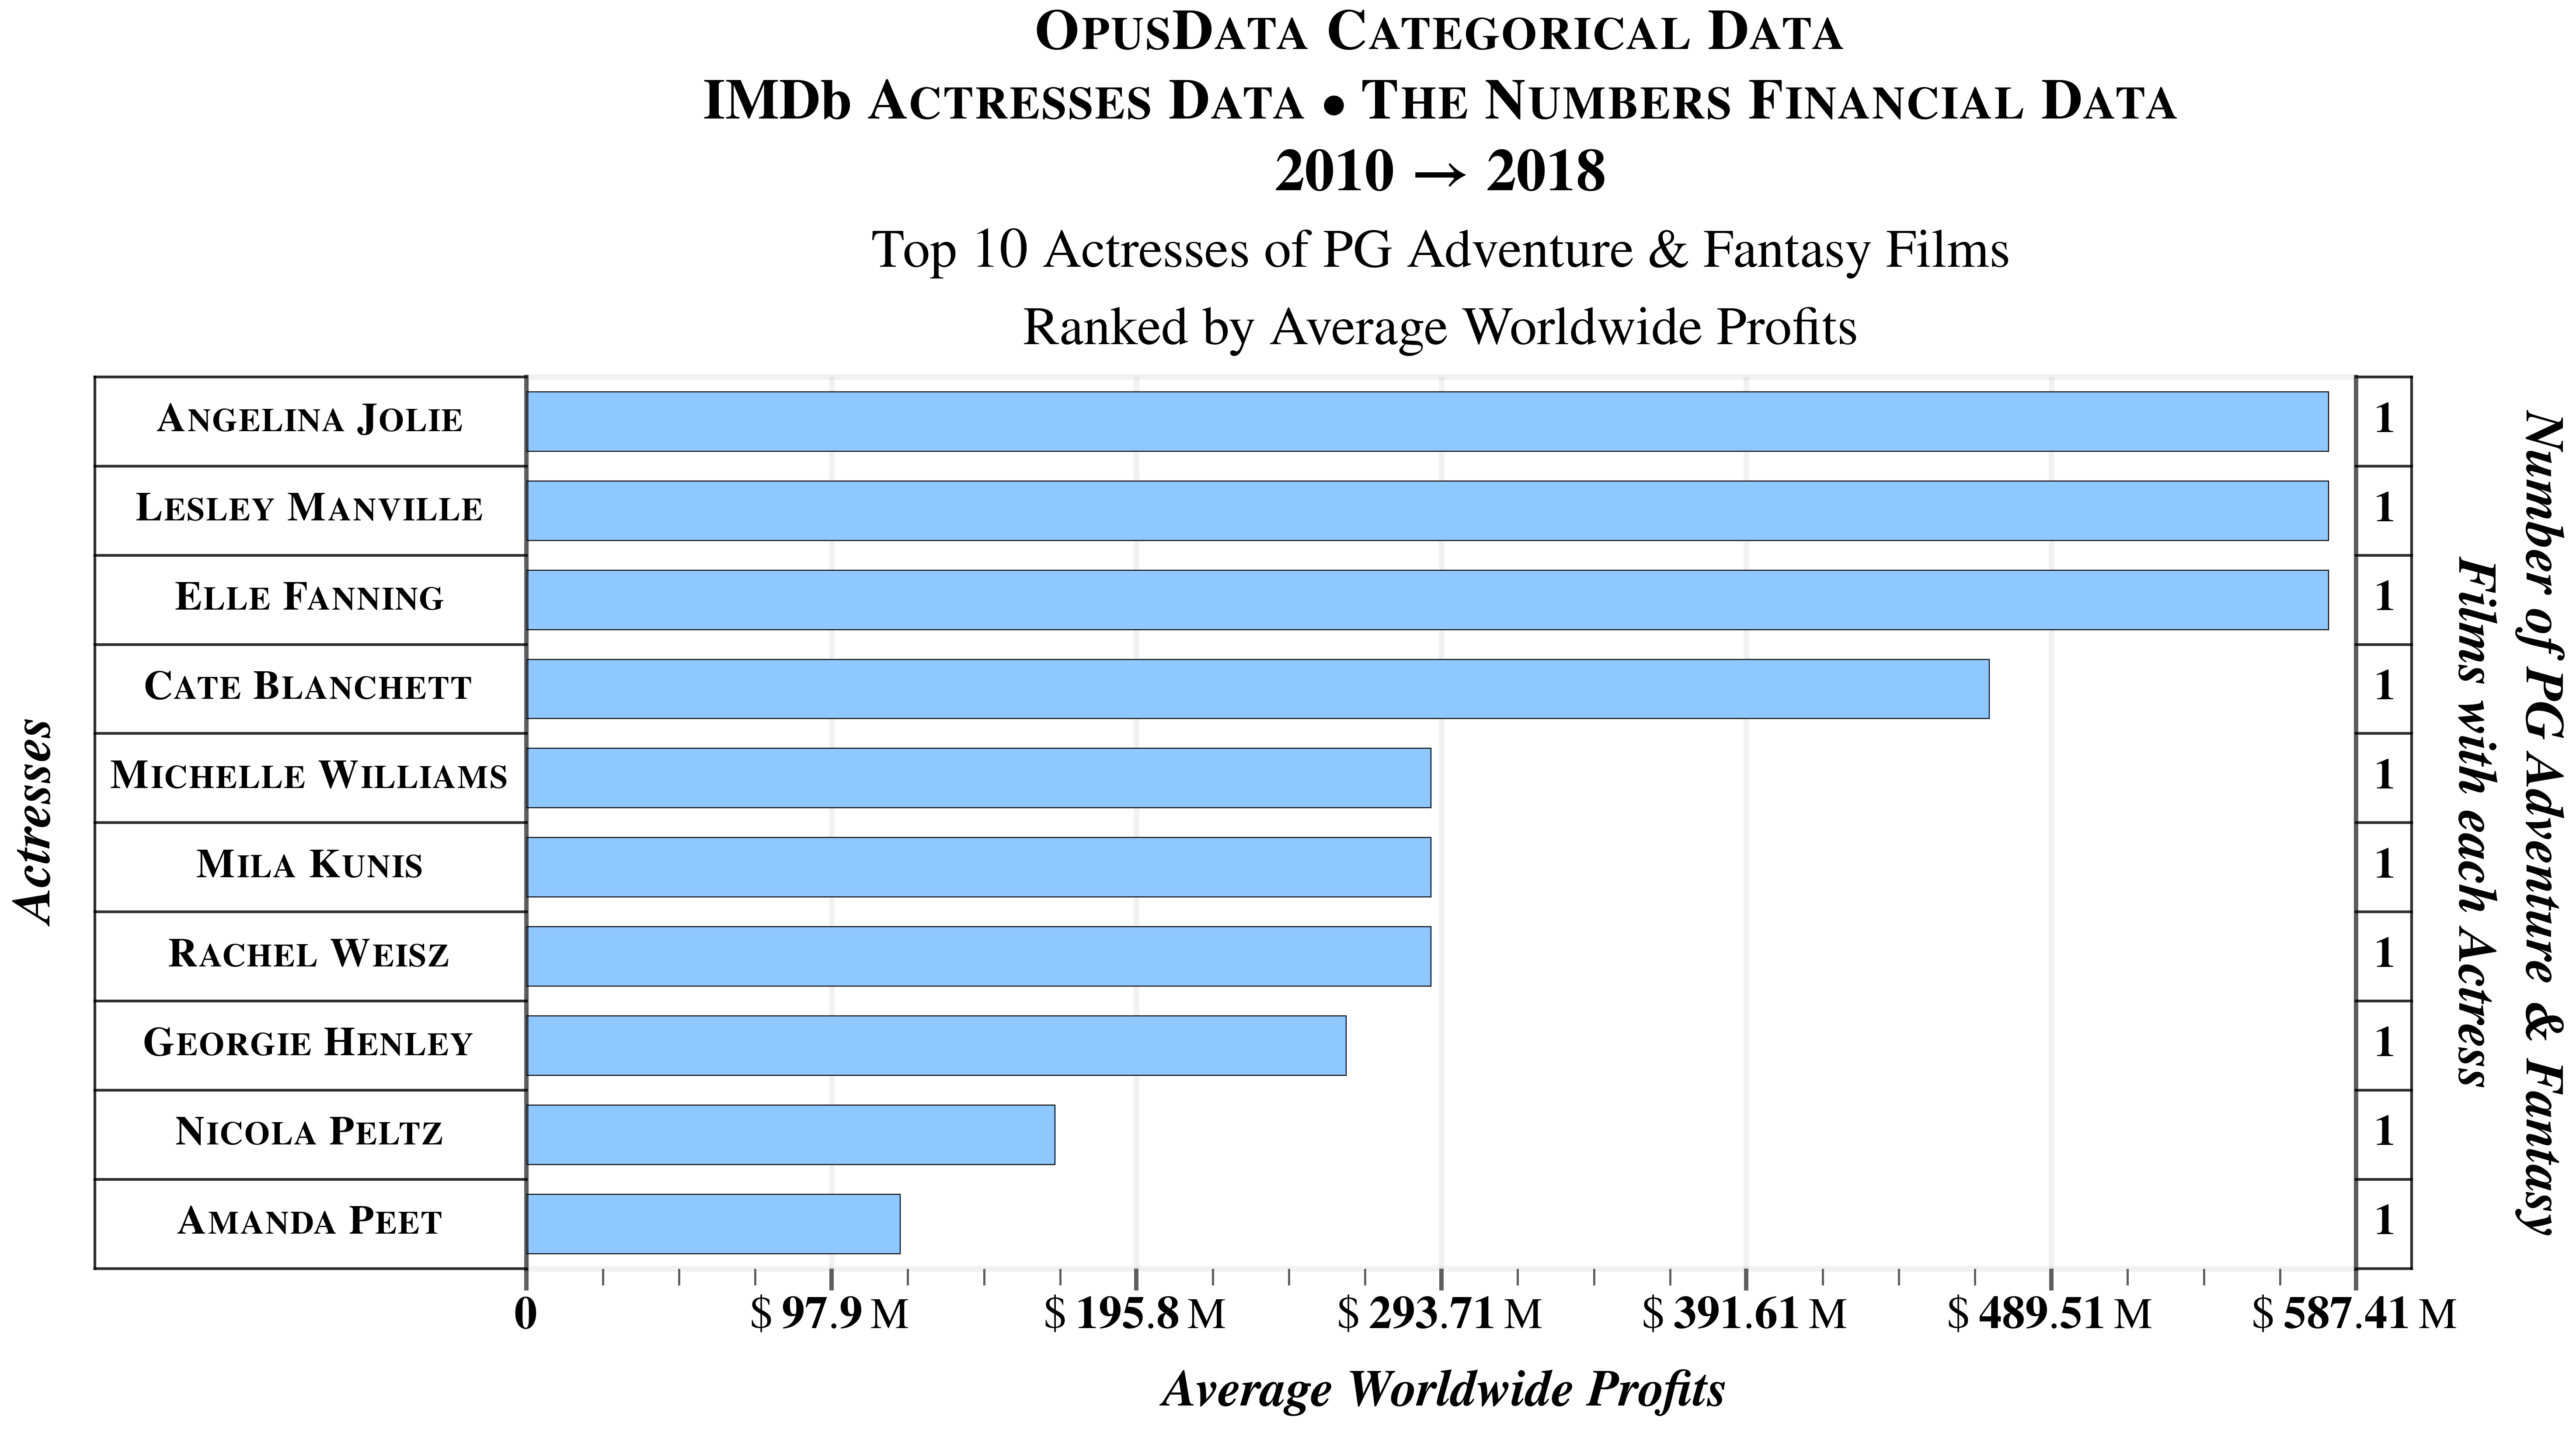 OpusData Categorical Data
IMDb Actresses Data • The Numbers Financial Data
2010 → 2018
Top 10 Actresses of PG Adventure & Fantasy Films
Ranked by Average Worldwide Profits
Actresses
Angelina Jolie 1
Lesley Manville 1
Elle Fanning 1
Cate Blanchett 1
Michelle Williams 1
Mila Kunis 1
Rachel Weisz 1
Georgie Henley 1
Nicola Peltz 1
Amanda Peet 1
Number of PG Adventure & Fantasy
Films with each Actress
0 $ 97.9 M $ 195.8 M $ 293.71 M $ 391.61 M $ 489.51 M $ 587.41 M
Average Worldwide Profits